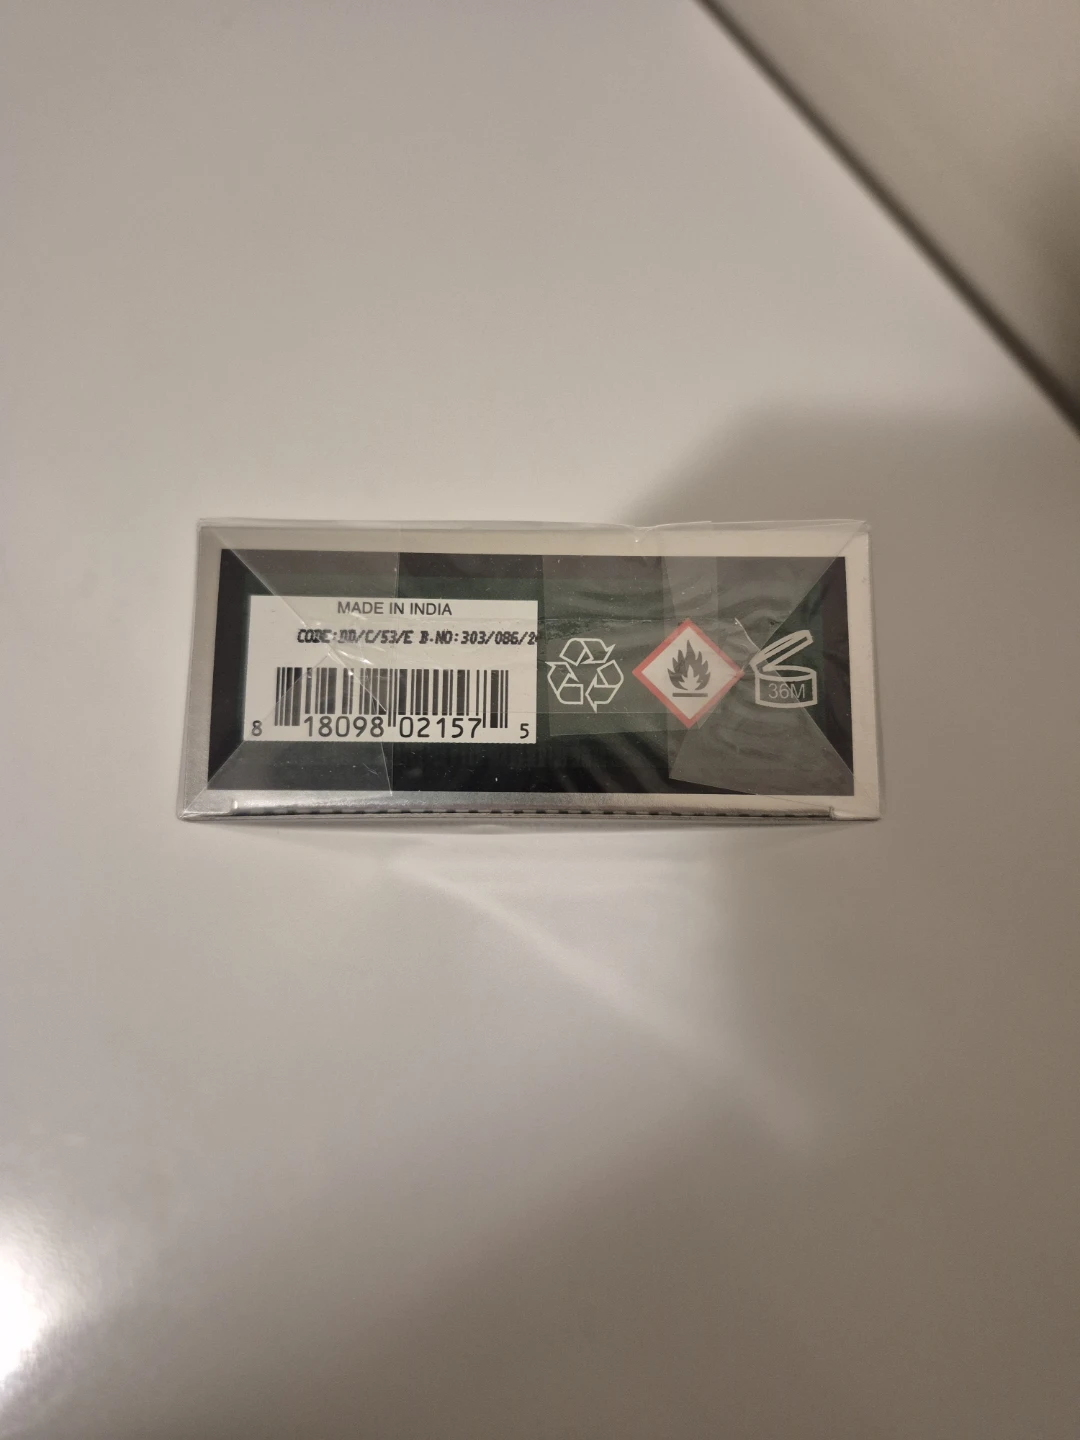 MADE IN INDIA
CODE:DD/C/53/E B.NO:303/086/2
8 18098 02157 5
36M